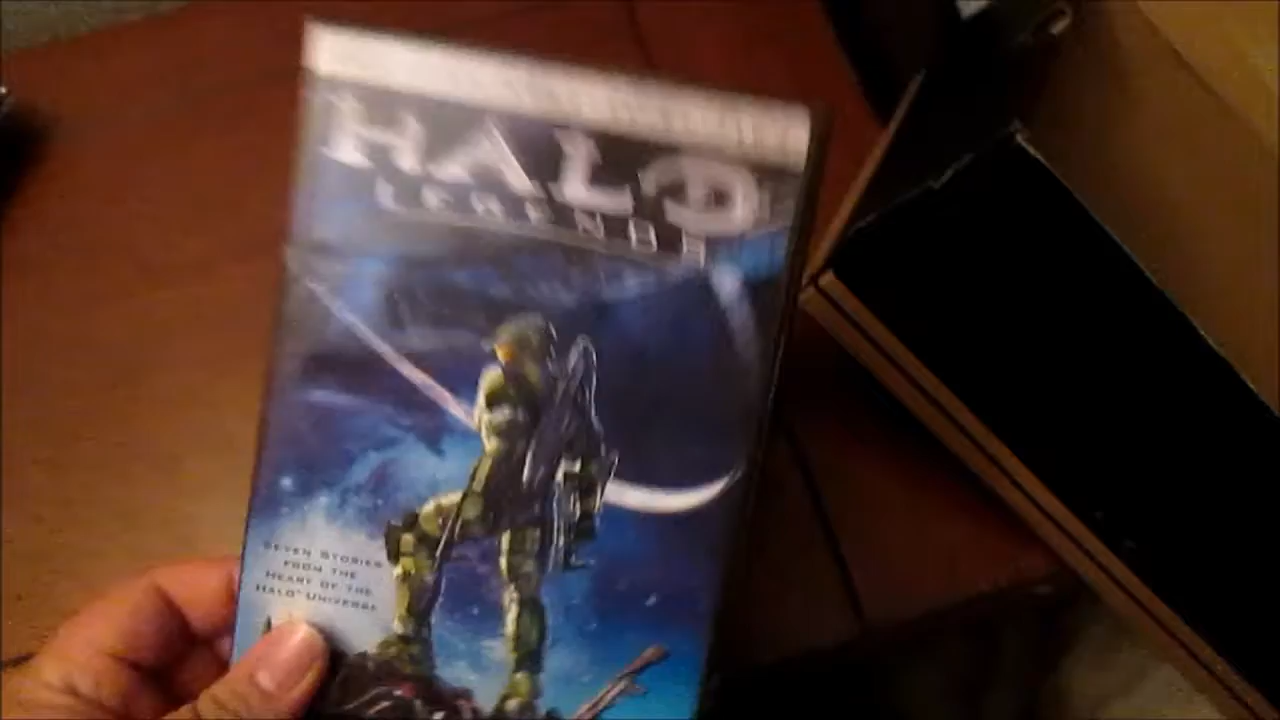 HALO
LEGENDS
SEVEN STORIES
FROM THE
HEART OF THE
HALO UNIVERSE